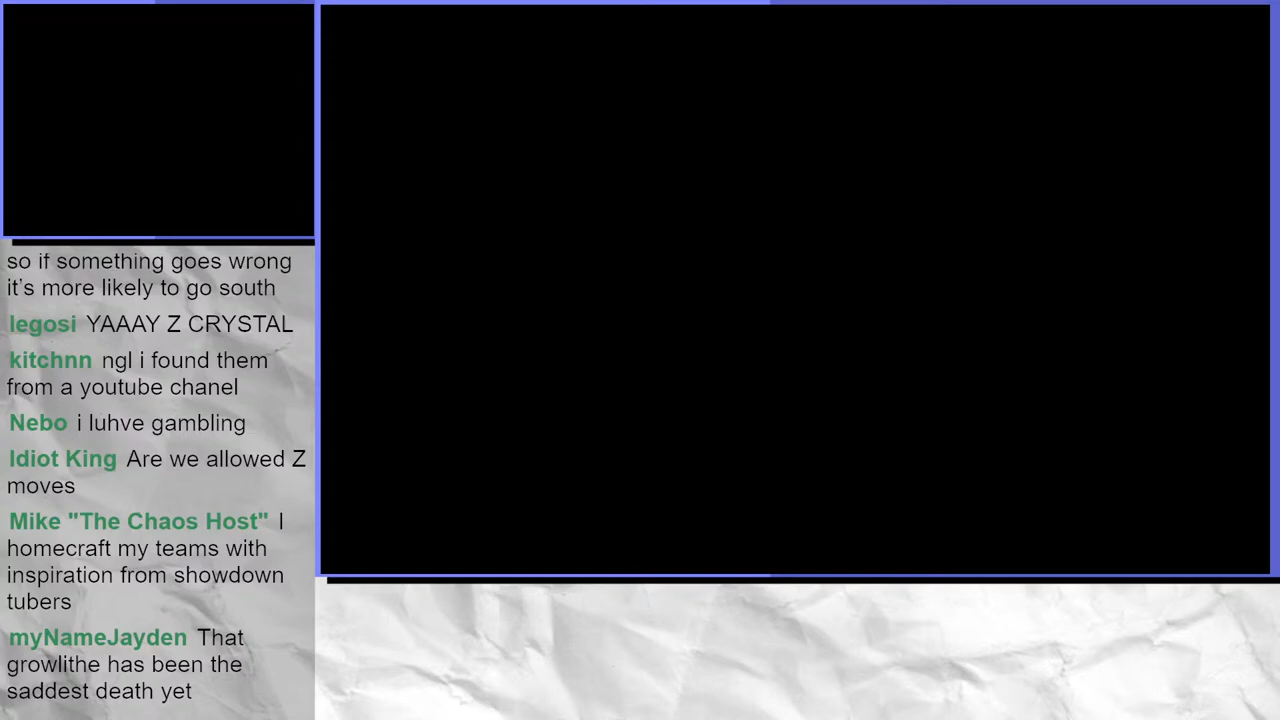 so if something goes wrong
it’s more likely to go south
legosi YAAAY Z CRYSTAL
kitchnn ngl i found them
from a youtube chanel
Nebo i luhve gambling
Idiot King Are we allowed Z
moves
Mike "The Chaos Host" I
homecraft my teams with
inspiration from showdown
tubers
myNameJayden That
growlithe has been the
saddest death yet